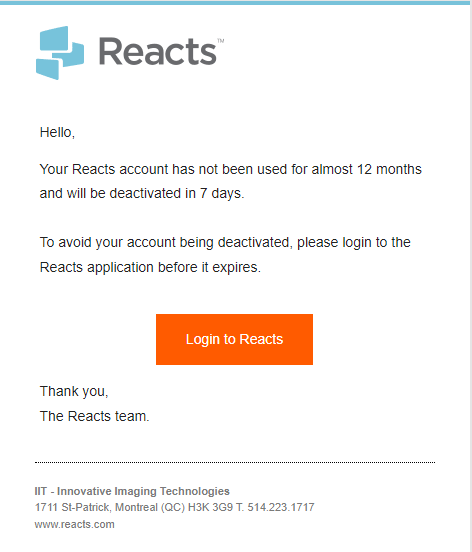 Reacts™
Hello,
Your Reacts account has not been used for almost 12 months
and will be deactivated in 7 days.
To avoid your account being deactivated, please login to the
Reacts application before it expires.
Login to Reacts
Thank you,
The Reacts team.
IIT - Innovative Imaging Technologies
1711 St-Patrick, Montreal (QC) H3K 3G9 T. 514.223.1717
www.reacts.com